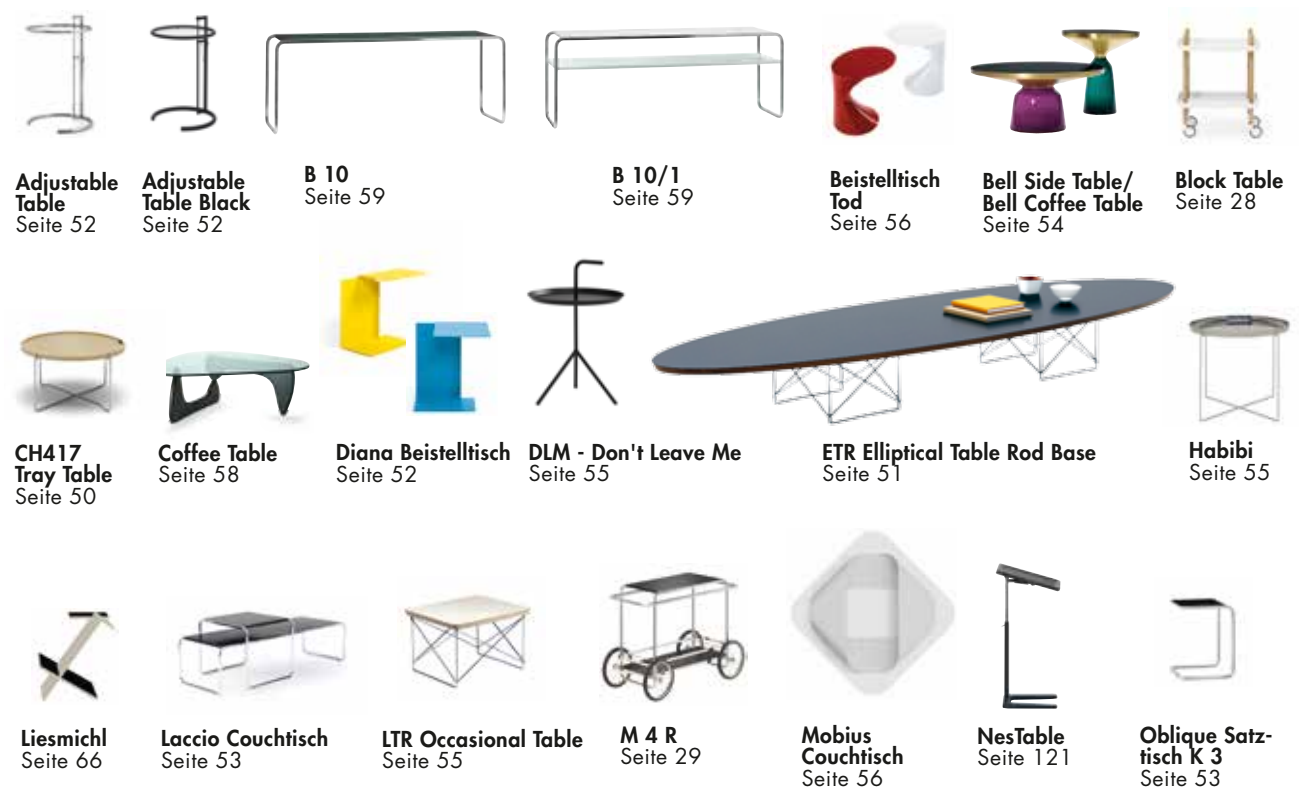 Adjustable
Table
Seite 52
Adjustable
Table Black
Seite 52
B 10
Seite 59
B 10/1
Seite 59
Beistelltisch
Tod
Seite 56
Bell Side Table/
Bell Coffee Table
Seite 54
Block Table
Seite 28
CH417
Tray Table
Seite 50
Coffee Table
Seite 58
Diana Beistelltisch
Seite 52
DLM - Don't Leave Me
Seite 55
ETR Elliptical Table Rod Base
Seite 51
Habibi
Seite 55
Liesmichl
Seite 66
Laccio Couchtisch
Seite 53
LTR Occasional Table
Seite 55
M 4 R
Seite 29
Mobius
Couchtisch
Seite 56
NesTable
Seite 121
Oblique Satz-
tisch K 3
Seite 53